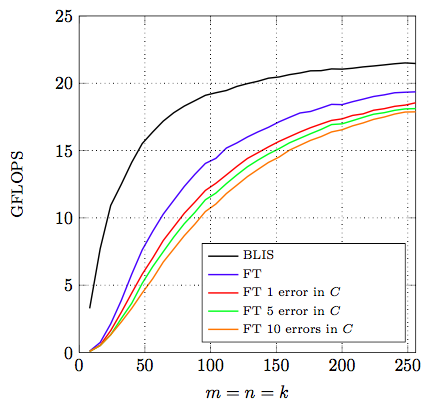 25
20
15
10
5
0
GFLOPS
BLIS
FT
FT 1 error in C
FT 5 error in C
FT 10 errors in C
0 50 100 150 200 250
m = n = k